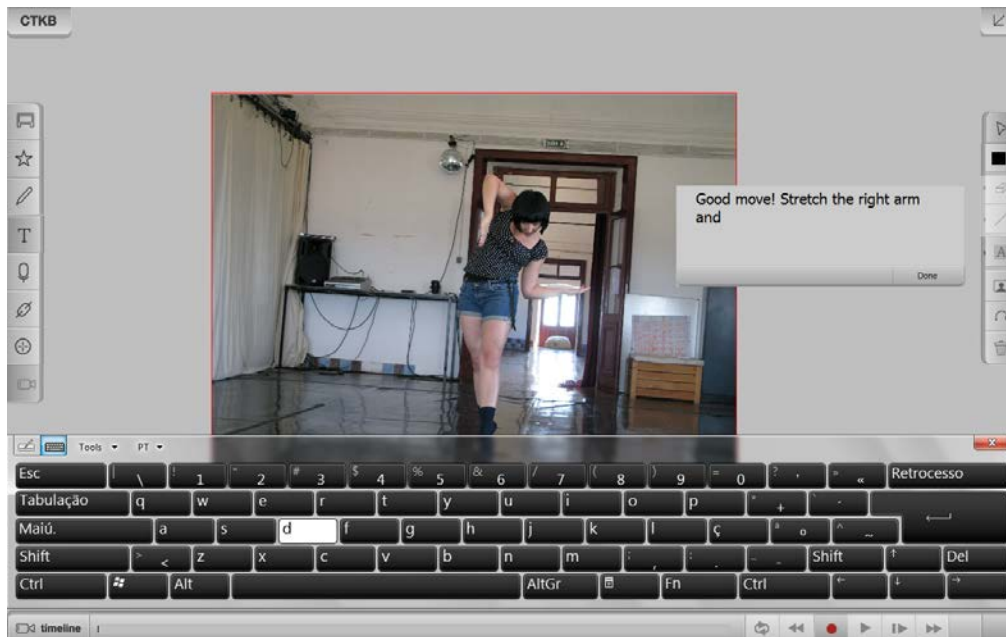 CTKB
Good move! Stretch the right arm
and
Done
T
A
Tools PT
Esc | \ ! 1 " 2 # 3 $ 4 % 5 & 6 / 7 ( 8 ) 9 = 0 ? ' » « Retrocesso
Tabulação q w e r t y u i o p * + ` ´
Maiú. a s d f g h j k l ç ª º ^ ~
Shift > < z x c v b n m ; , : . _ - Shift ↑ Del
Ctrl Alt AltGr Fn Ctrl ← ↓ →
timeline